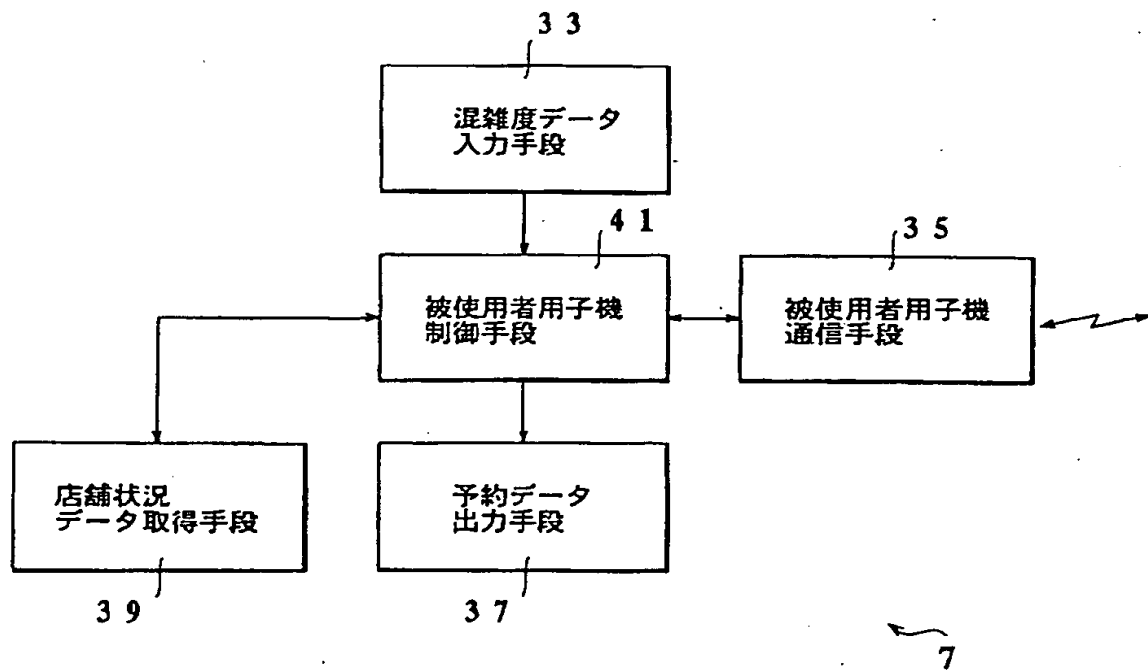 33
混雑度データ
入力手段
41
被使用者用子機
制御手段
35
被使用者用子機
通信手段
店舗状況
データ取得手段
39
予約データ
出力手段
37
7